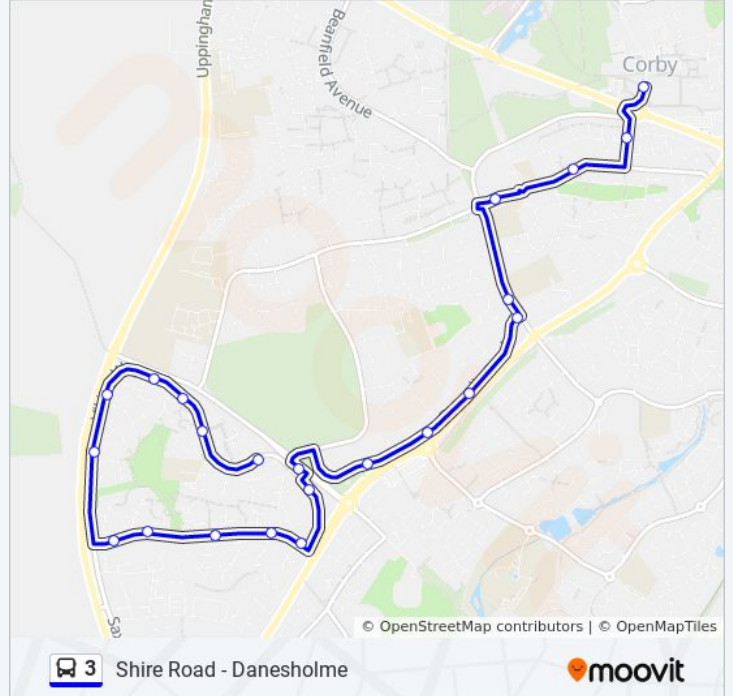 Uppingham
Beanfield Avenue
Corby
© OpenStreetMap contributors | © OpenMapTiles
3 Shire Road - Danesholme
moovit